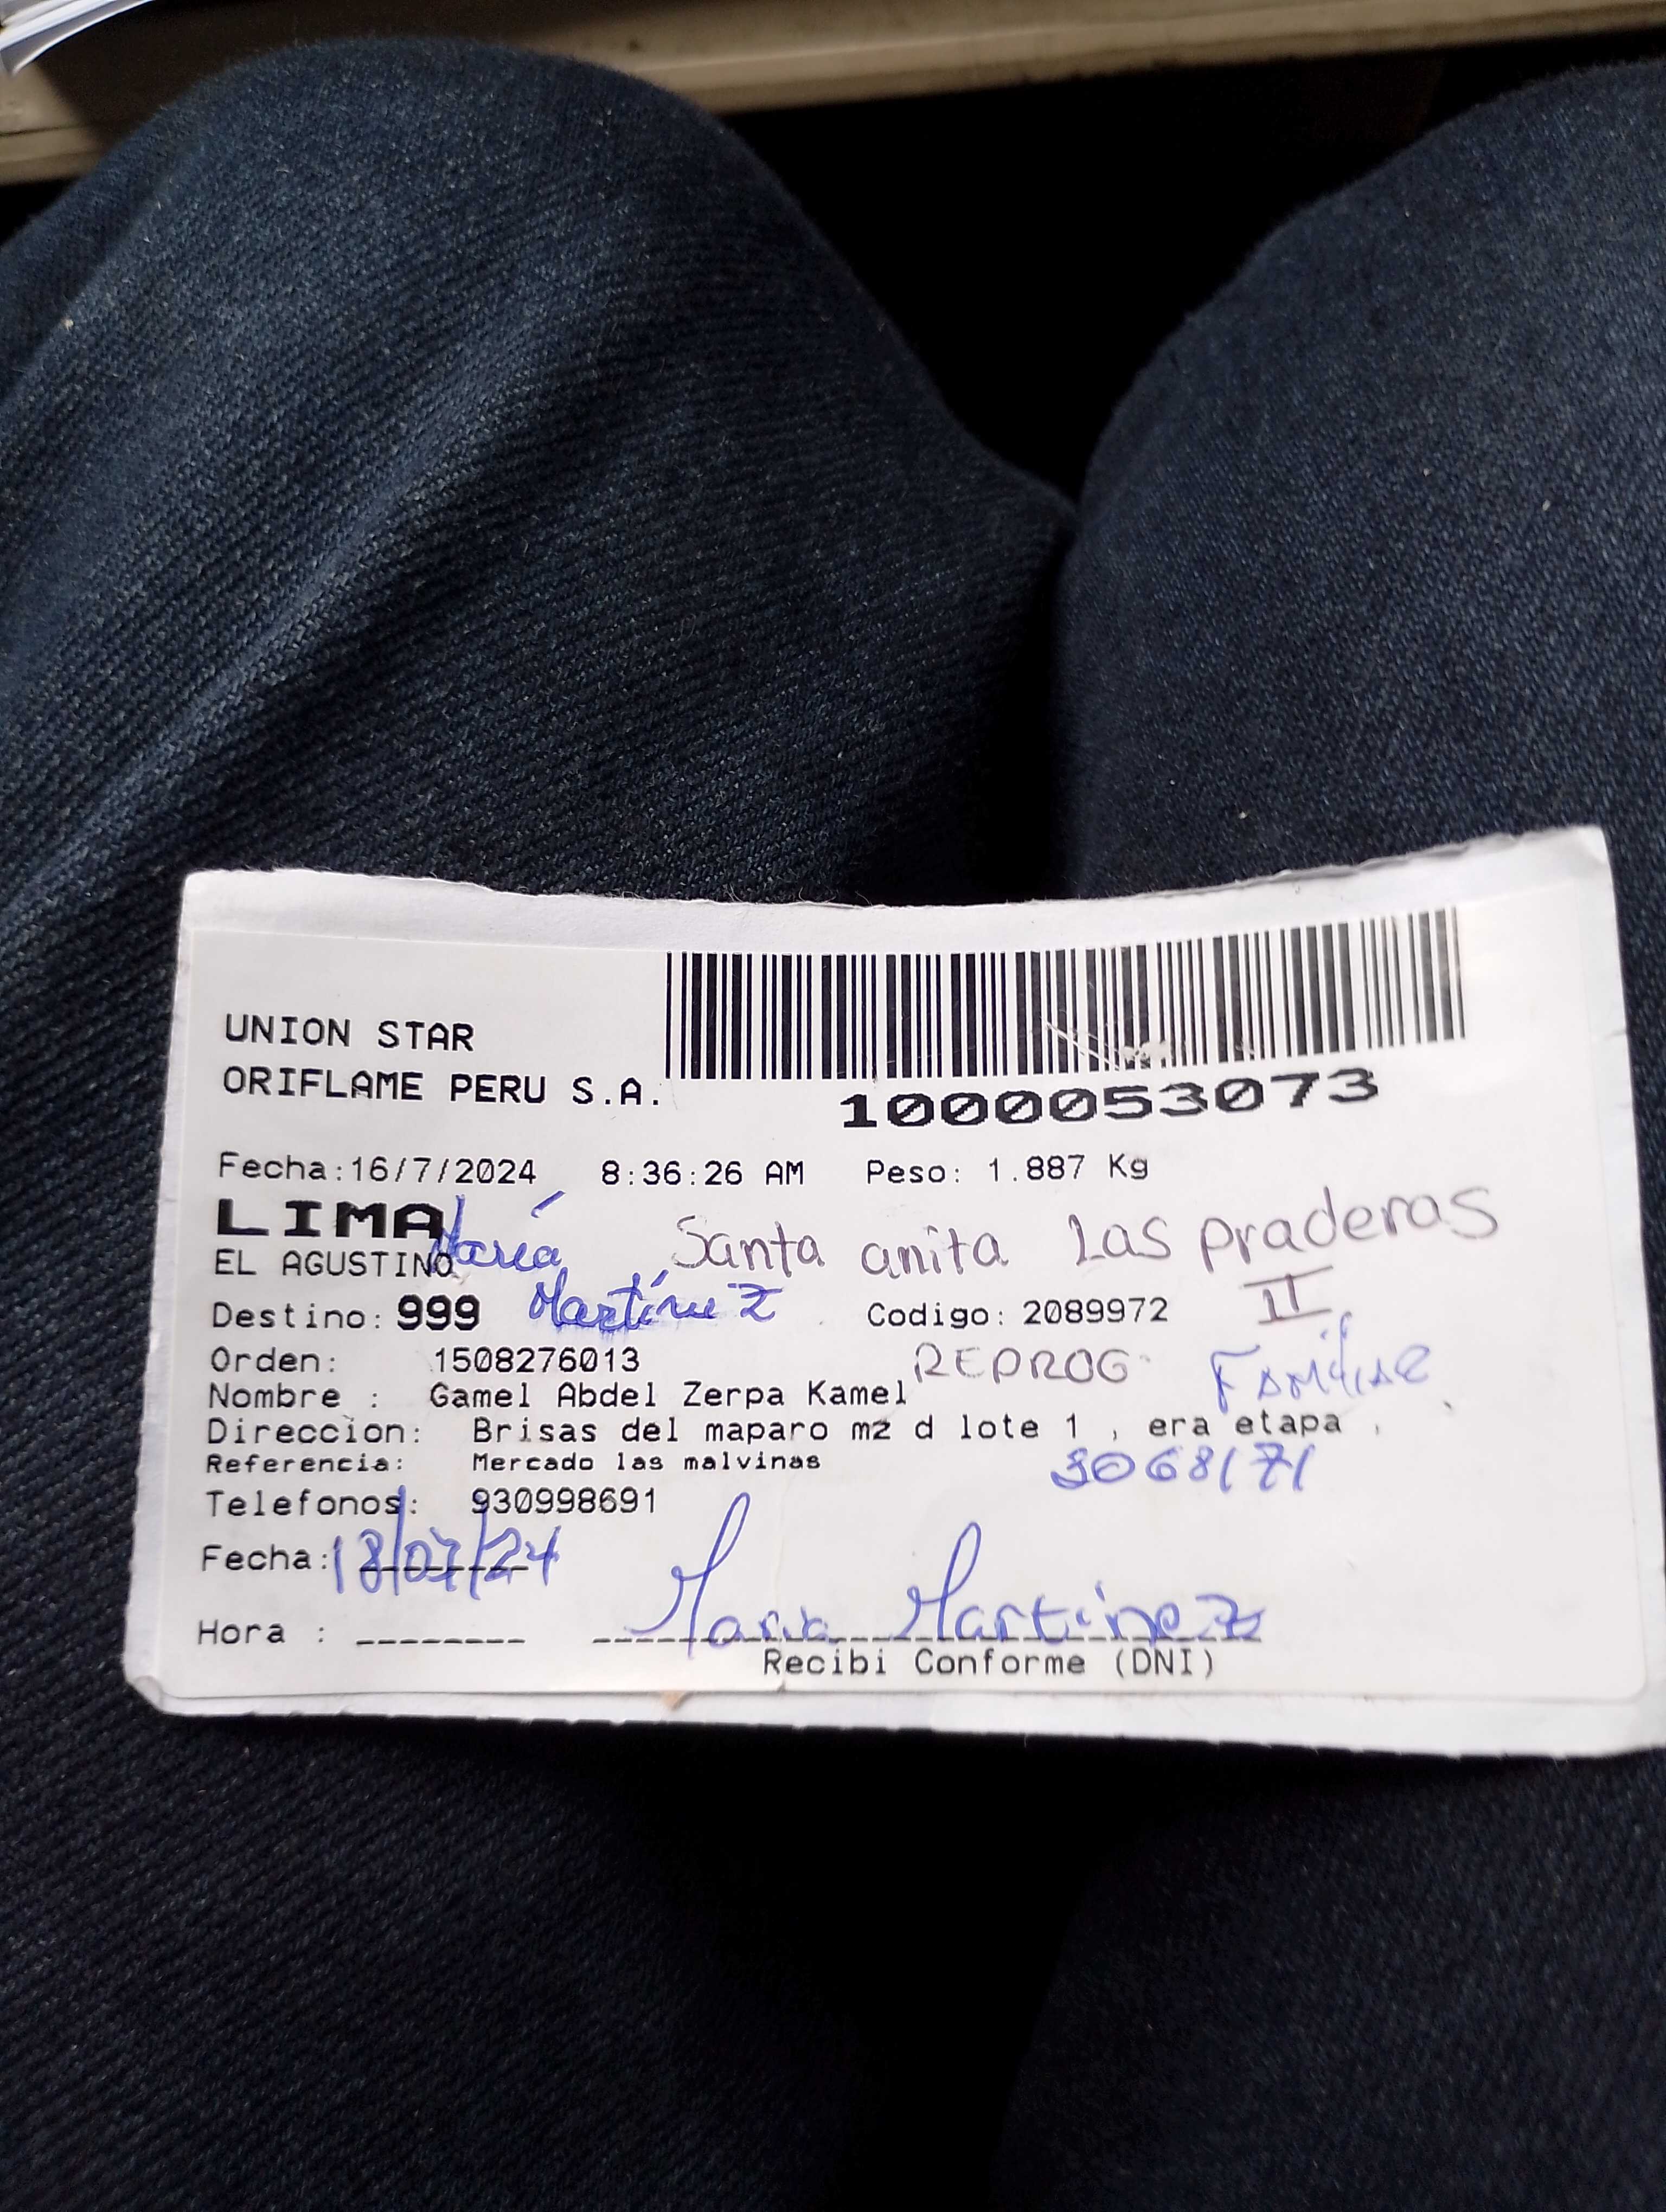 UNION STAR
ORIFLAME PERU S.A.
1000053073
Fecha:16/7/2024 8:36:26 AM Peso: 1.887 Kg
LIMA
María Santa anita Las praderas
EL AGUSTINO
II
Destino: 999 Martínez Codigo: 2089972
Orden: 1508276013 REPROG Familiar
Nombre : Gamel Abdel Zerpa Kamel
Direccion: Brisas del maparo mz d lote 1 , era etapa ,
Referencia: Mercado las malvinas
Telefonos: 930998691
Fecha: 18/07/24
Maria Martinez
Hora : -------- 
Recibi Conforme (DNI)